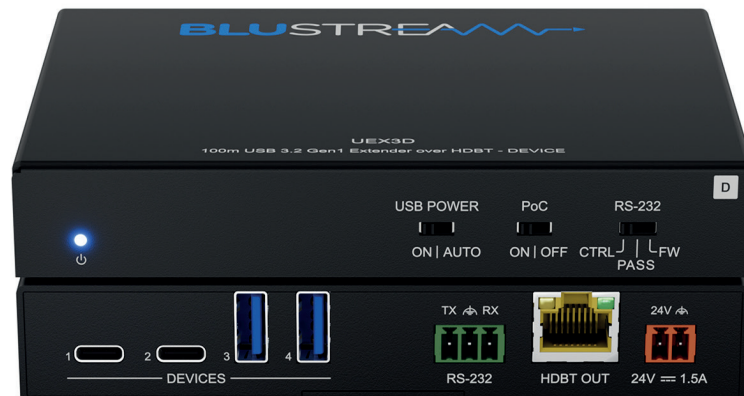 BLUSTREAM
UEX3D
100m USB 3.2 Gen1 Extender over HDBT - DEVICE
D
USB POWER
PoC
RS-232
ON | AUTO
ON | OFF
CTRL
PASS
FW
TX RX
24V
1
2
3
4
DEVICES
RS-232
HDBT OUT
24V 1.5A